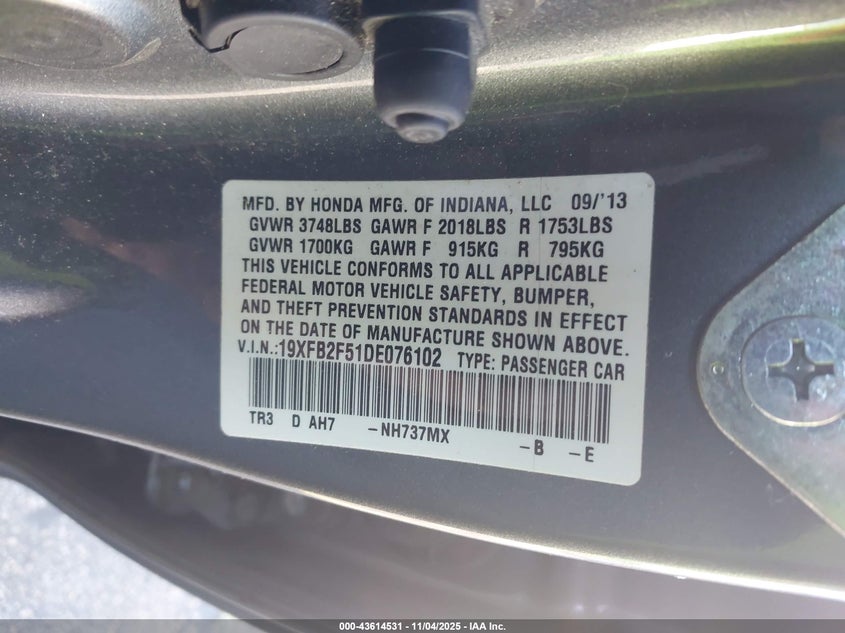 MFD. BY HONDA MFG. OF INDIANA, LLC 09/'13
GVWR 3748LBS GAWR F 2018LBS R 1753LBS
GVWR 1700KG GAWR F 915KG R 795KG
THIS VEHICLE CONFORMS TO ALL APPLICABLE
FEDERAL MOTOR VEHICLE SAFETY, BUMPER,
AND THEFT PREVENTION STANDARDS IN EFFECT
ON THE DATE OF MANUFACTURE SHOWN ABOVE.
V.I.N.:19XFB2F51DE076102 TYPE: PASSENGER CAR
TR3 D AH7 -NH737MX -B -E
000-43614531 - 11/04/2025 - IAA Inc.